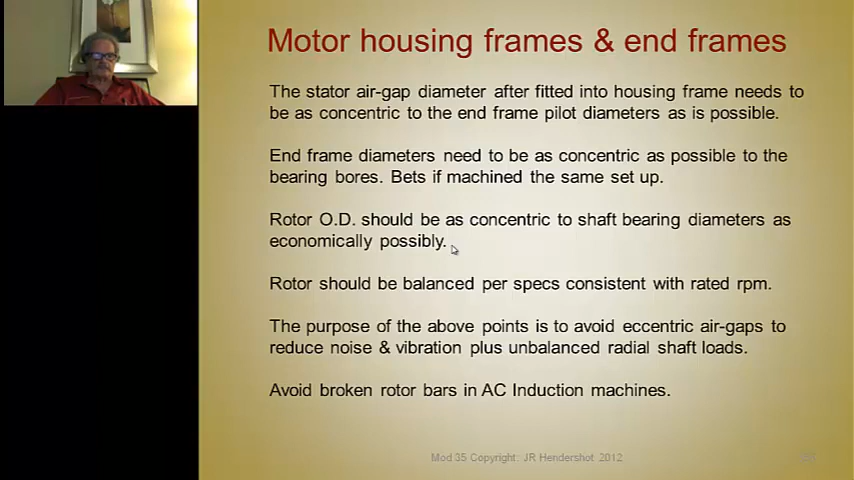 Motor housing frames & end frames
The stator air-gap diameter after fitted into housing frame needs to
be as concentric to the end frame pilot diameters as is possible.
End frame diameters need to be as concentric as possible to the
bearing bores. Bets if machined the same set up.
Rotor O.D. should be as concentric to shaft bearing diameters as
economically possibly.
Rotor should be balanced per specs consistent with rated rpm.
The purpose of the above points is to avoid eccentric air-gaps to
reduce noise & vibration plus unbalanced radial shaft loads.
Avoid broken rotor bars in AC Induction machines.
Mod 35 Copyright: JR Hendershot 2012